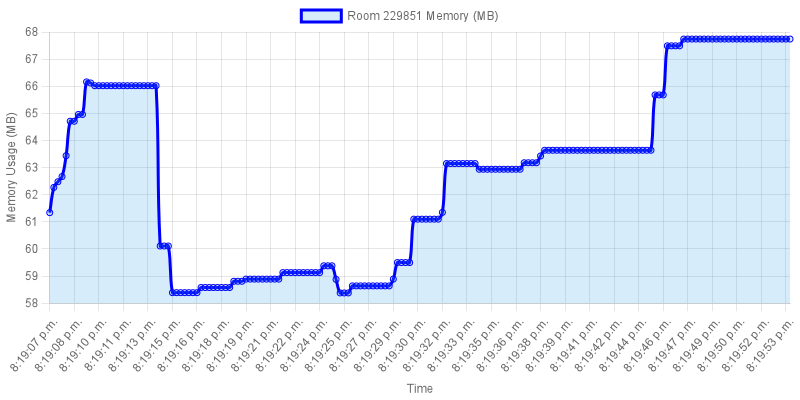 Room 229851 Memory (MB)
68
67
66
65
64
63
62
61
60
59
58
Memory Usage (MB)
8:19:07 p.m.
8:19:08 p.m.
8:19:10 p.m.
8:19:11 p.m.
8:19:13 p.m.
8:19:15 p.m.
8:19:16 p.m.
8:19:18 p.m.
8:19:19 p.m.
8:19:21 p.m.
8:19:22 p.m.
8:19:24 p.m.
8:19:25 p.m.
8:19:27 p.m.
8:19:29 p.m.
8:19:30 p.m.
8:19:32 p.m.
8:19:33 p.m.
8:19:35 p.m.
8:19:36 p.m.
8:19:38 p.m.
8:19:39 p.m.
8:19:41 p.m.
8:19:42 p.m.
8:19:44 p.m.
8:19:46 p.m.
8:19:47 p.m.
8:19:49 p.m.
8:19:50 p.m.
8:19:52 p.m.
8:19:53 p.m.
Time